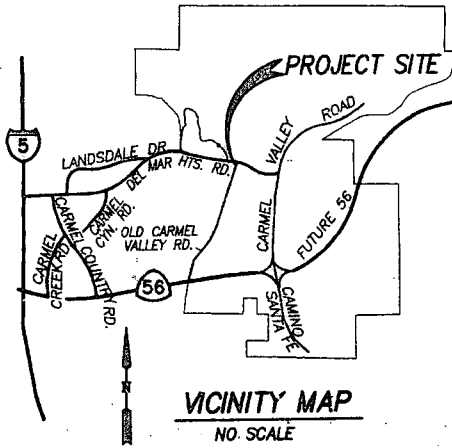 PROJECT SITE
5
LANDSDALE DR
DEL MAR HTS. RD.
VALLEY ROAD
CARMEL CYN. RD.
OLD CARMEL
VALLEY RD.
CARMEL
FUTURE 56
CARMEL COUNTRY RD.
CARMEL
CREEK RD.
56
CAMINO
SANTA FE
N
VICINITY MAP
NO SCALE